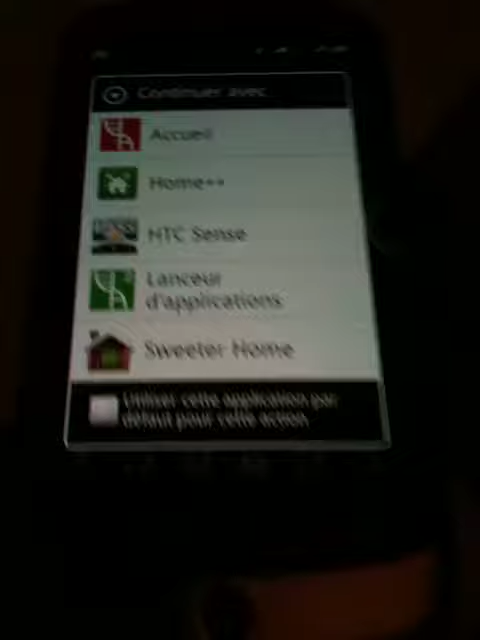 Continuer avec
Accueil
Home++
HTC Sense
Lanceur
d'applications
Sweeter Home
Utiliser cette application par
défaut pour cette action.